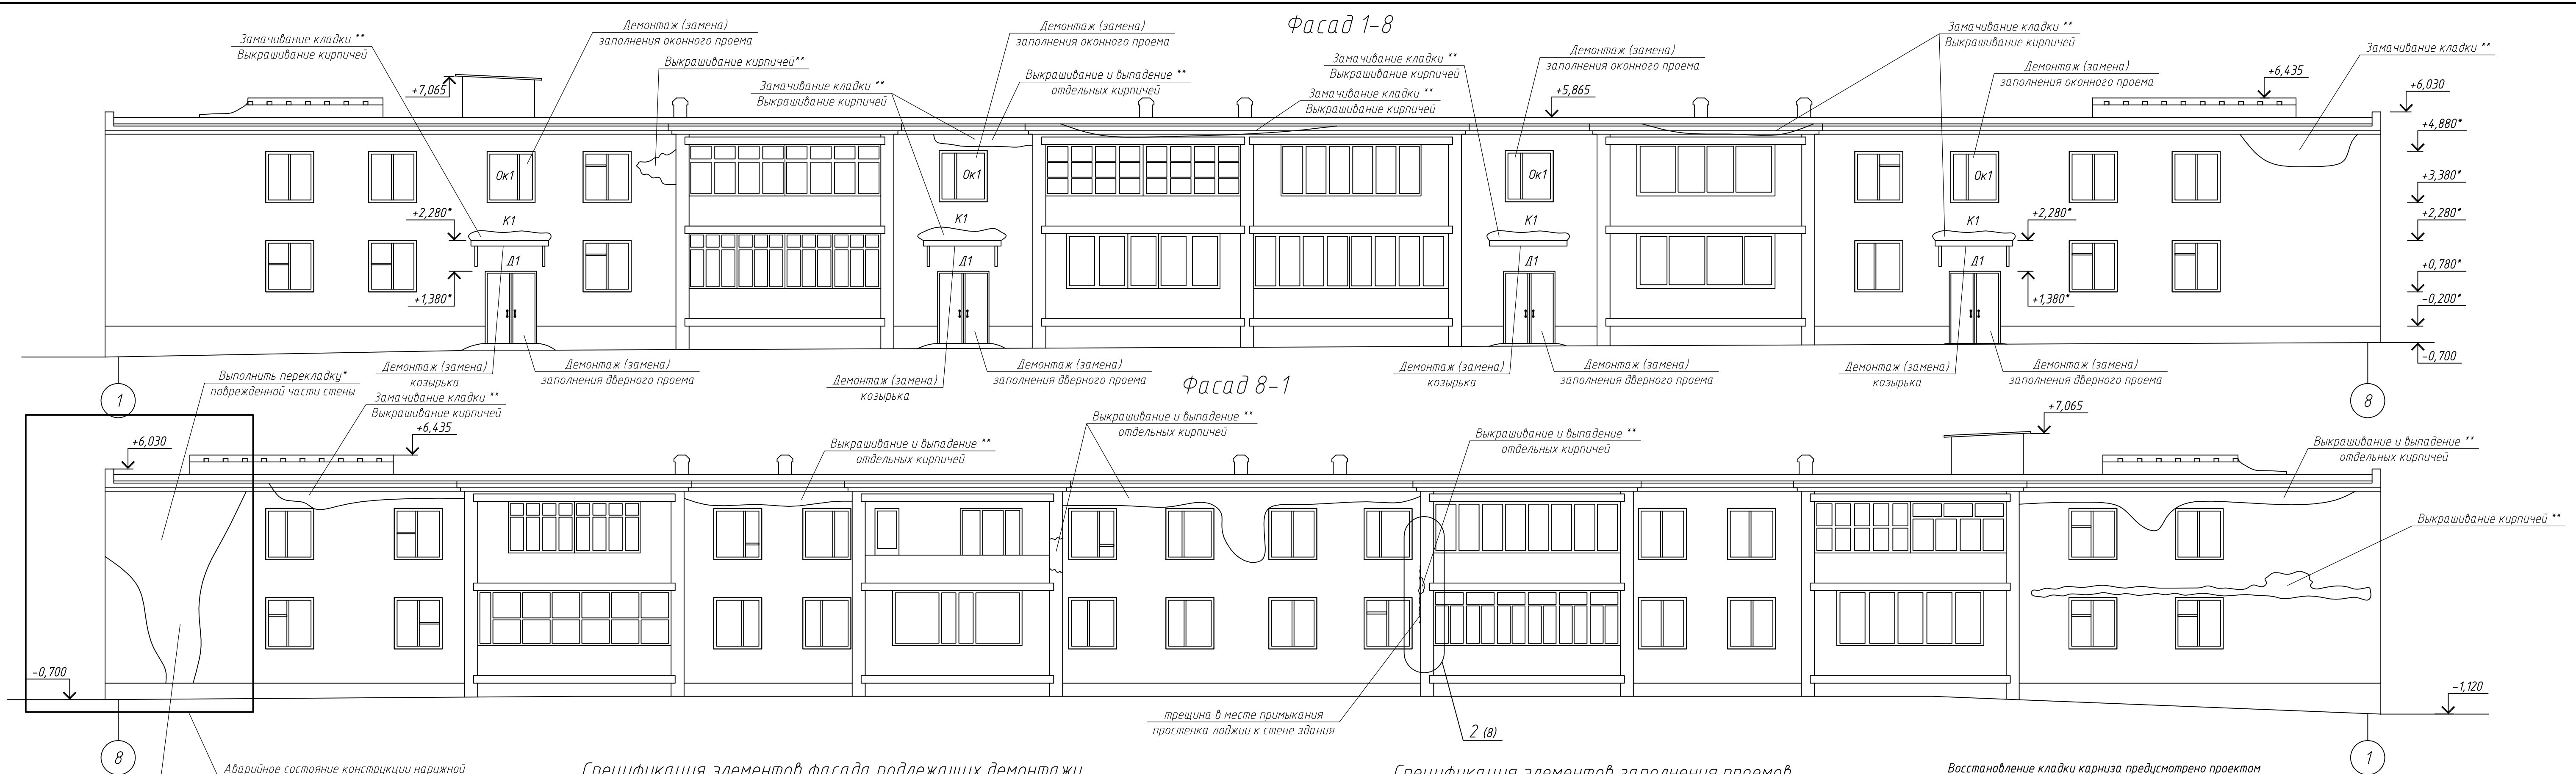 Фасад 1-8
Замачивание кладки **
Выкрашивание кирпичей
Демонтаж (замена)
заполнения оконного проема
Выкрашивание кирпичей**
Замачивание кладки **
Выкрашивание кирпичей
Демонтаж (замена)
заполнения оконного проема
Выкрашивание и выпадение **
отдельных кирпичей
Замачивание кладки **
Выкрашивание кирпичей
Замачивание кладки **
Выкрашивание кирпичей
Демонтаж (замена)
заполнения оконного проема
Замачивание кладки **
Выкрашивание кирпичей
Демонтаж (замена)
заполнения оконного проема
Замачивание кладки **
+7,065
+5,865
+6,435
+6,030
+4,880*
+3,380*
+2,280*
+0,780*
-0,200*
-0,700
Ок1
Ок1
Ок1
Ок1
+2,280*
К1
К1
К1
К1
+2,280*
Д1
Д1
Д1
Д1
+1,380*
+1,380*
Демонтаж (замена)
козырька
Демонтаж (замена)
заполнения дверного проема
Демонтаж (замена)
козырька
Демонтаж (замена)
заполнения дверного проема
Демонтаж (замена)
козырька
Демонтаж (замена)
заполнения дверного проема
Демонтаж (замена)
козырька
Демонтаж (замена)
заполнения дверного проема
1
8
Фасад 8-1
Выполнить перекладку*
поврежденной части стены
Замачивание кладки **
Выкрашивание кирпичей
+6,030
+6,435
Выкрашивание и выпадение **
отдельных кирпичей
Выкрашивание и выпадение **
отдельных кирпичей
Выкрашивание и выпадение **
отдельных кирпичей
+7,065
Выкрашивание и выпадение **
отдельных кирпичей
Выкрашивание кирпичей **
-0,700
-1,120
трещина в месте примыкания
простенка лоджии к стене здания
2 (8)
8
1
Аварийное состояние конструкции наружной
Спецификация элементов фасада подлежащих демонтажу
Спецификация элементов заполнения проемов
Восстановление кладки карниза предусмотрено проектом